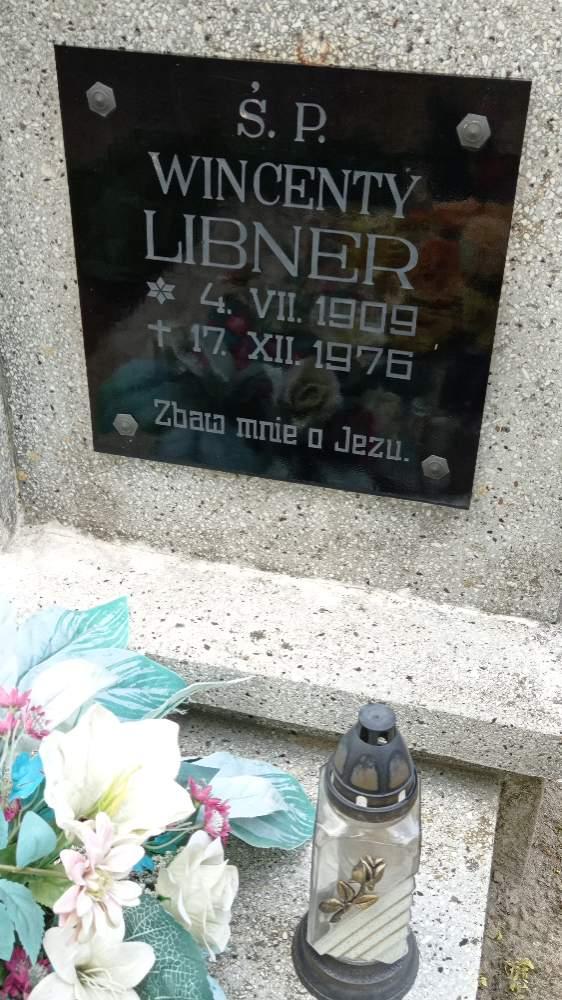 Ś. P.
WINCENTY
LIBNER
* 4. VII. 1909
† 17. XII. 1976
Zbaw mnie o Jezu.